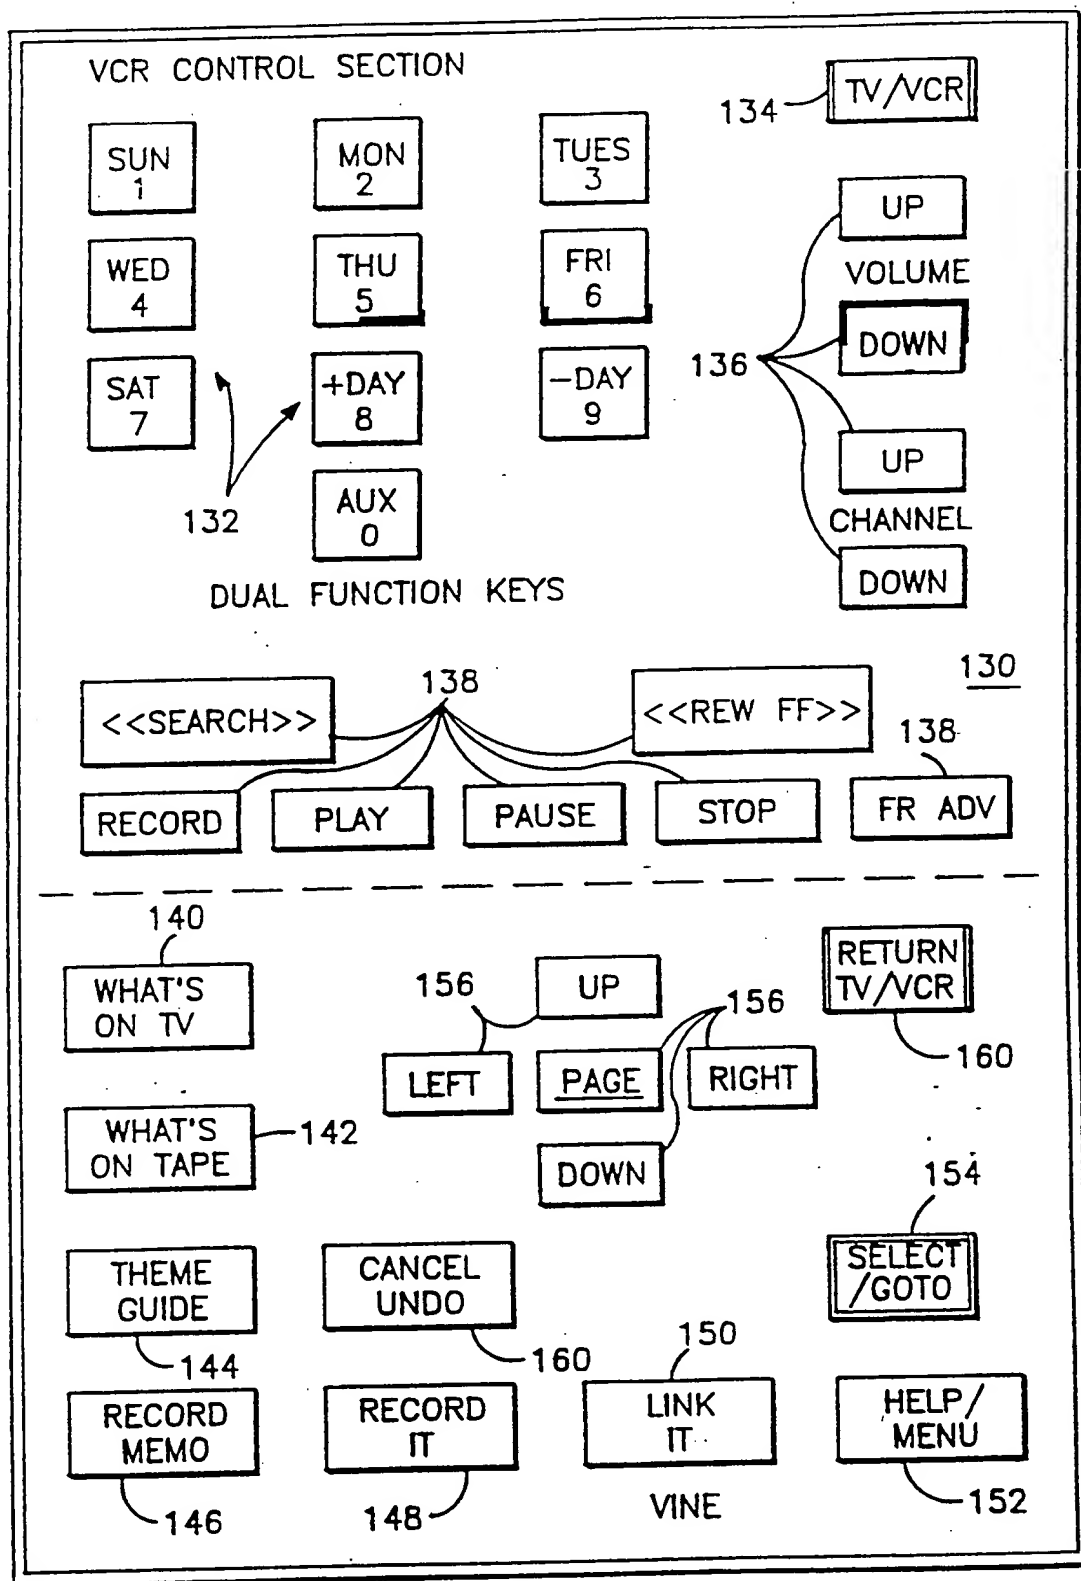 VCR CONTROL SECTION
134
TV/VCR
SUN
1
MON
2
TUES
3
UP
VOLUME
DOWN
WED
4
THU
5
FRI
6
136
SAT
7
+DAY
8
-DAY
9
UP
CHANNEL
DOWN
132
AUX
0
DUAL FUNCTION KEYS
130
<<SEARCH>>
138
<<REW FF>>
138
RECORD
PLAY
PAUSE
STOP
FR ADV
140
WHAT'S
ON TV
156
UP
156
RETURN
TV/VCR
160
LEFT
PAGE
RIGHT
WHAT'S
ON TAPE
142
DOWN
154
THEME
GUIDE
144
CANCEL
UNDO
160
SELECT
/GOTO
150
RECORD
MEMO
146
RECORD
IT
148
LINK
IT
HELP/
MENU
152
VINE